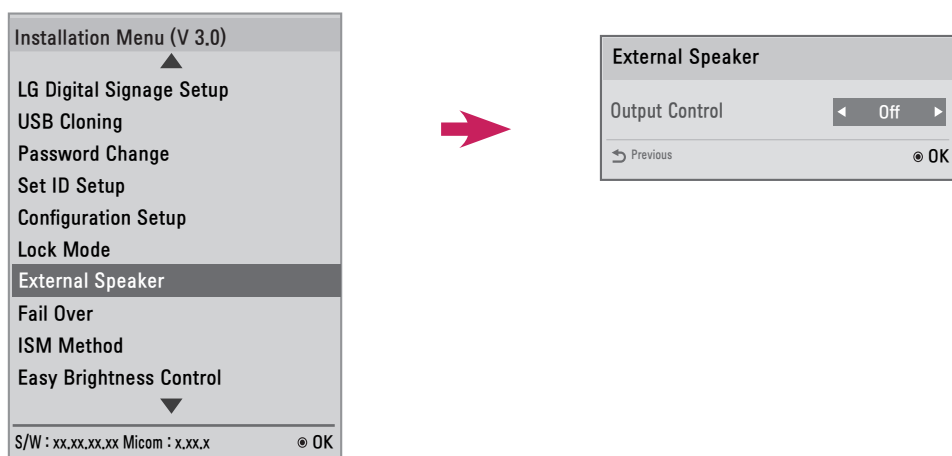 Installation Menu (V 3.0)
LG Digital Signage Setup
USB Cloning
Password Change
Set ID Setup
Configuration Setup
Lock Mode
External Speaker
Fail Over
ISM Method
Easy Brightness Control
S/W : xx.xx.xx.xx Micom : x.xx.x ◉ OK
External Speaker
Output Control ◀ Off ▶
Previous ◉ OK